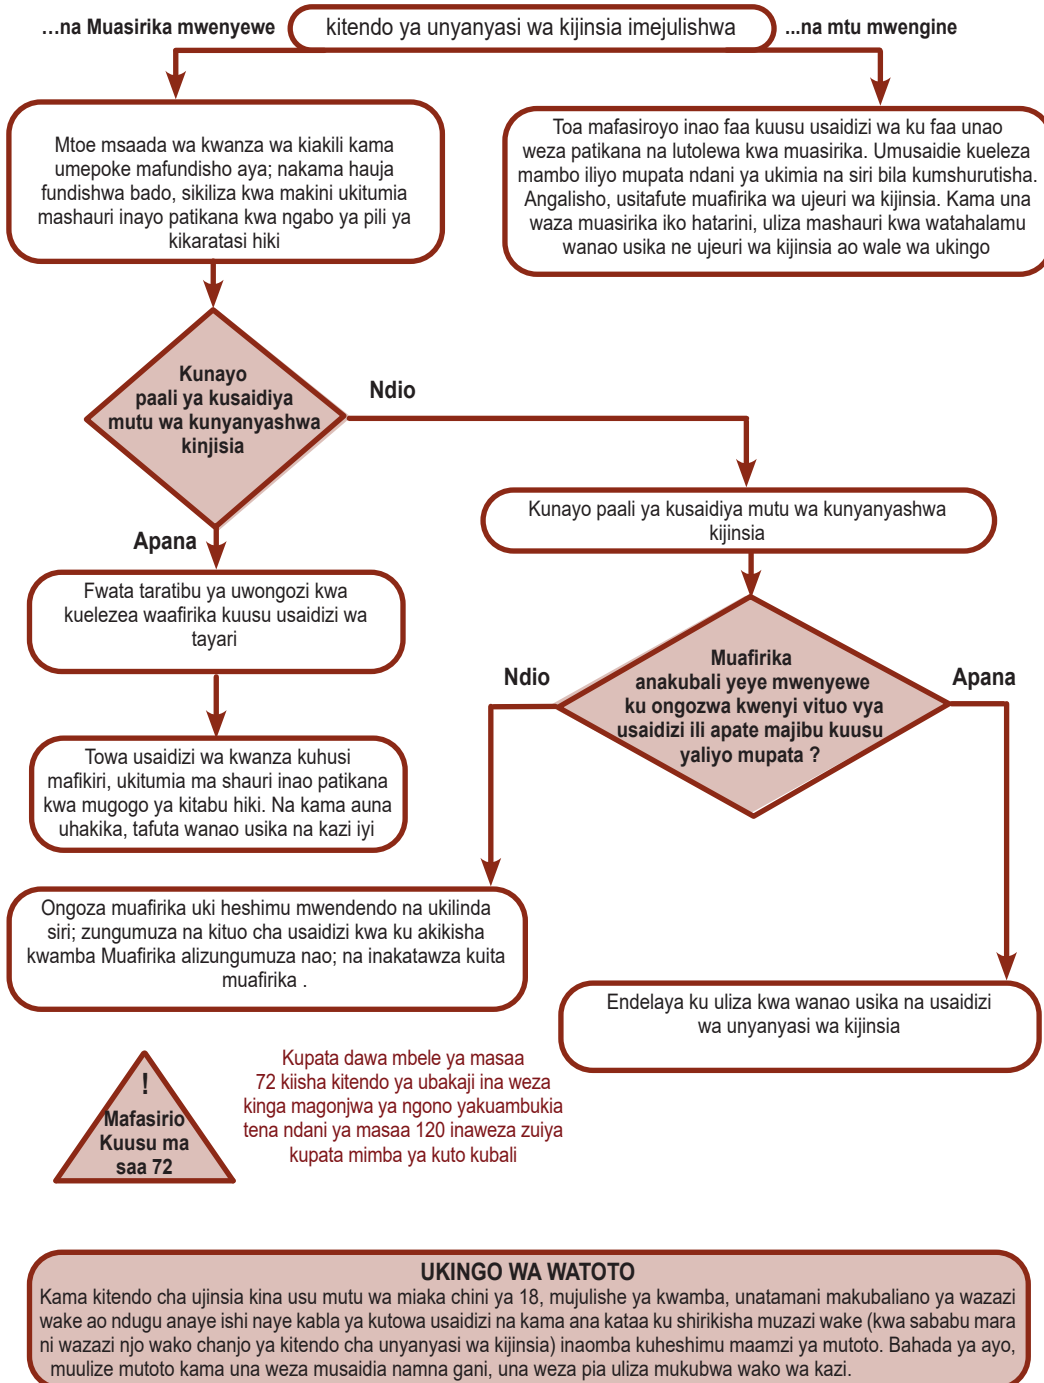 ...na Muasirika mwenyewe
kitendo ya unyanyasi wa kijinsia imejulishwa
...na mtu mwengine
Mtoe msaada wa kwanza wa kiakili kama
umepoke mafundisho aya; nakama hauja
fundishwa bado, sikiliza kwa makini ukitumia
mashauri inayo patikana kwa ngabo ya pili ya
kikaratasi hiki
Toa mafasiroyo inao faa kuusu usaidizi wa ku faa unao
weza patikana na lutolewa kwa muasirika. Umusaidie kueleza
mambo iliyo mupata ndani ya ukimia na siri bila kumshurutisha.
Angalisho, usitafute muafirika wa ujeuri wa kijinsia. Kama una
waza muasirika iko hatarini, uliza mashauri kwa watahalamu
wanao usika ne ujeuri wa kijinsia ao wale wa ukingo
Kunayo
paali ya kusaidiya
mutu wa kunyanyashwa
kinjisia
Ndio
Apana
Kunayo paali ya kusaidiya mutu wa kunyanyashwa
kijinsia
Fwata taratibu ya uwongozi kwa
kuelezea waafirika kuusu usaidizi wa
tayari
Muafirika
anakubali yeye mwenyewe
ku ongozwa kwenyi vituo vya
usaidizi ili apate majibu kuusu
yaliyo mupata ?
Ndio
Apana
Towa usaidizi wa kwanza kuhusi
mafikiri, ukitumia ma shauri inao patikana
kwa mugogo ya kitabu hiki. Na kama auna
uhakika, tafuta wanao usika na kazi iyi
Ongoza muafirika uki heshimu mwendendo na ukilinda
siri; zungumuza na kituo cha usaidizi kwa ku akikisha
kwamba Muafirika alizungumuza nao; na inakatawza kuita
muafirika .
Endelaya ku uliza kwa wanao usika na usaidizi
wa unyanyasi wa kijinsia
!
Mafasirio
Kuusu ma
saa 72
Kupata dawa mbele ya masaa
72 kiisha kitendo ya ubakaji ina weza
kinga magonjwa ya ngono yakuambukia
tena ndani ya masaa 120 inaweza zuiya
kupata mimba ya kuto kubali
UKINGO WA WATOTO
Kama kitendo cha ujinsia kina usu mutu wa miaka chini ya 18, mujulishe ya kwamba, unatamani makubaliano ya wazazi
wake ao ndugu anaye ishi naye kabla ya kutowa usaidizi na kama ana kataa ku shirikisha muzazi wake (kwa sababu mara
ni wazazi njo wako chanjo ya kitendo cha unyanyasi wa kijinsia) inaomba kuheshimu maamzi ya mutoto. Bahada ya ayo,
muulize mutoto kama una weza musaidia namna gani, una weza pia uliza mukubwa wako wa kazi.